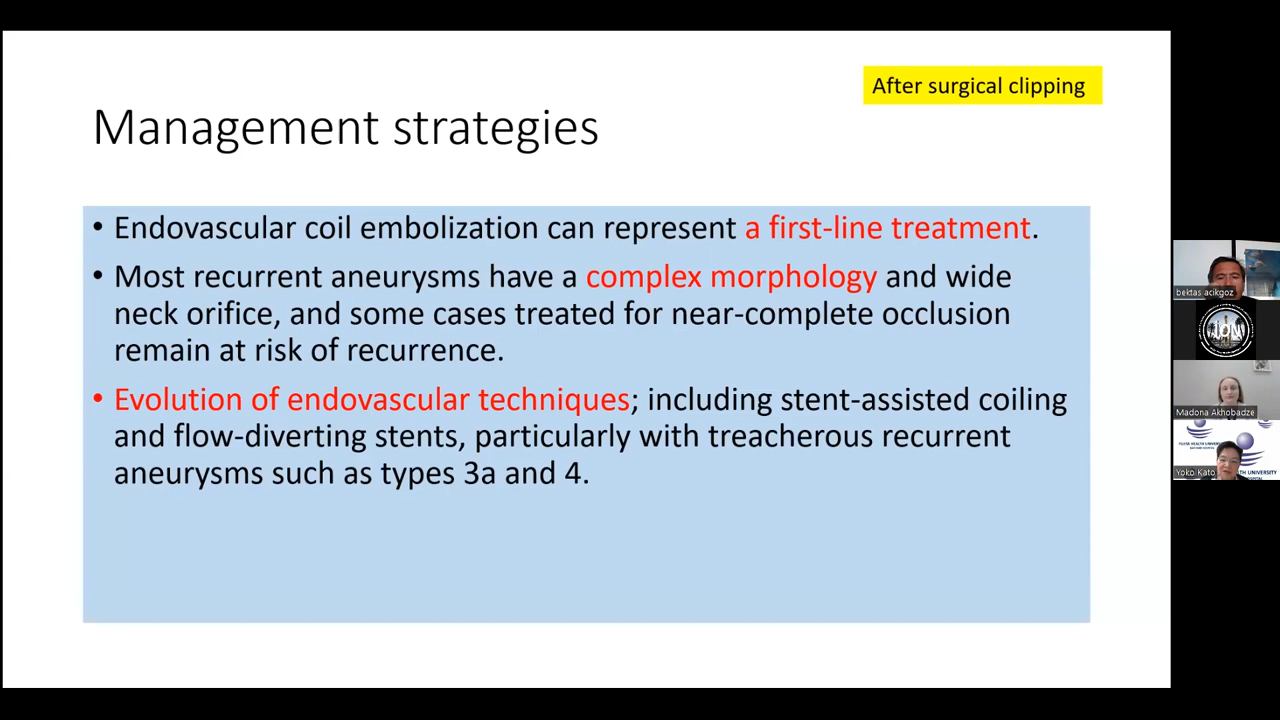 After surgical clipping
Management strategies
• Endovascular coil embolization can represent a first-line treatment.
• Most recurrent aneurysms have a complex morphology and wide
neck orifice, and some cases treated for near-complete occlusion
remain at risk of recurrence.
• Evolution of endovascular techniques; including stent-assisted coiling
and flow-diverting stents, particularly with treacherous recurrent
aneurysms such as types 3a and 4.
bektas acikgoz
Madona Akhobadze
Yoko Kato